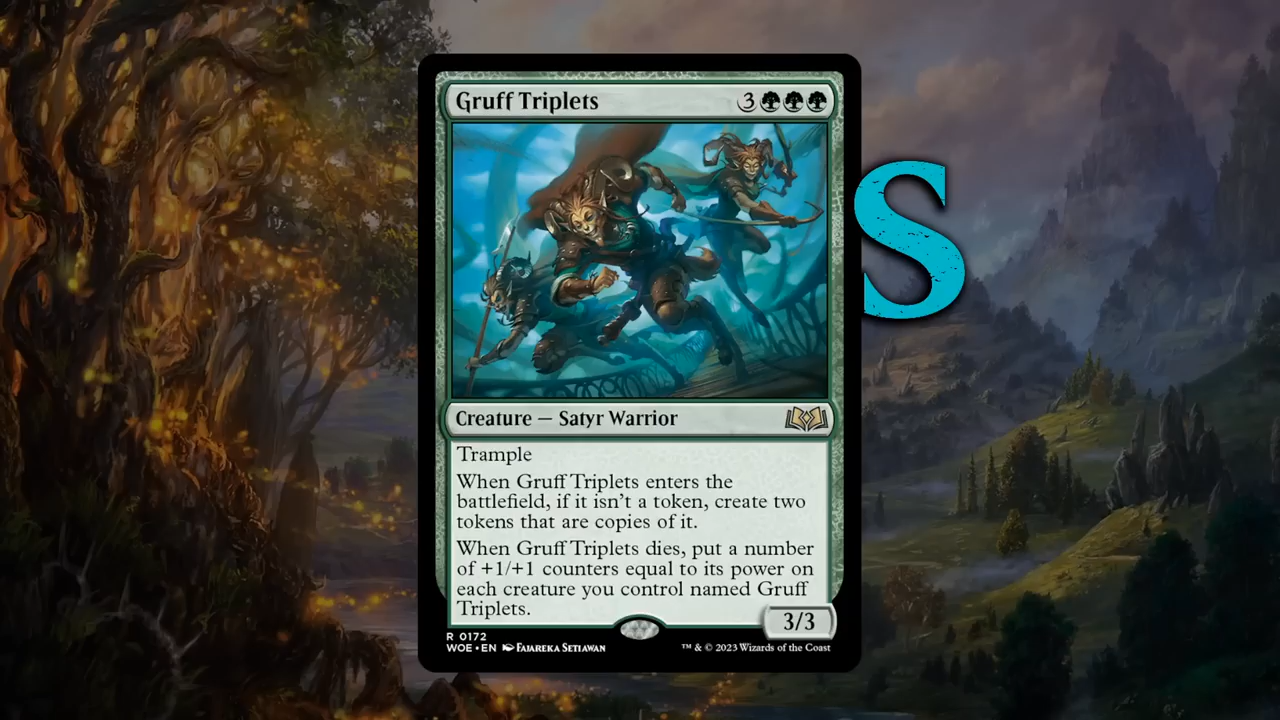 Gruff Triplets 3
S
Creature — Satyr Warrior
Trample
When Gruff Triplets enters the
battlefield, if it isn't a token, create two
tokens that are copies of it.
When Gruff Triplets dies, put a number
of +1/+1 counters equal to its power on
each creature you control named Gruff
Triplets.
3/3
R 0172
WOE • EN Fajareka Setiawan
™ & © 2023 Wizards of the Coast